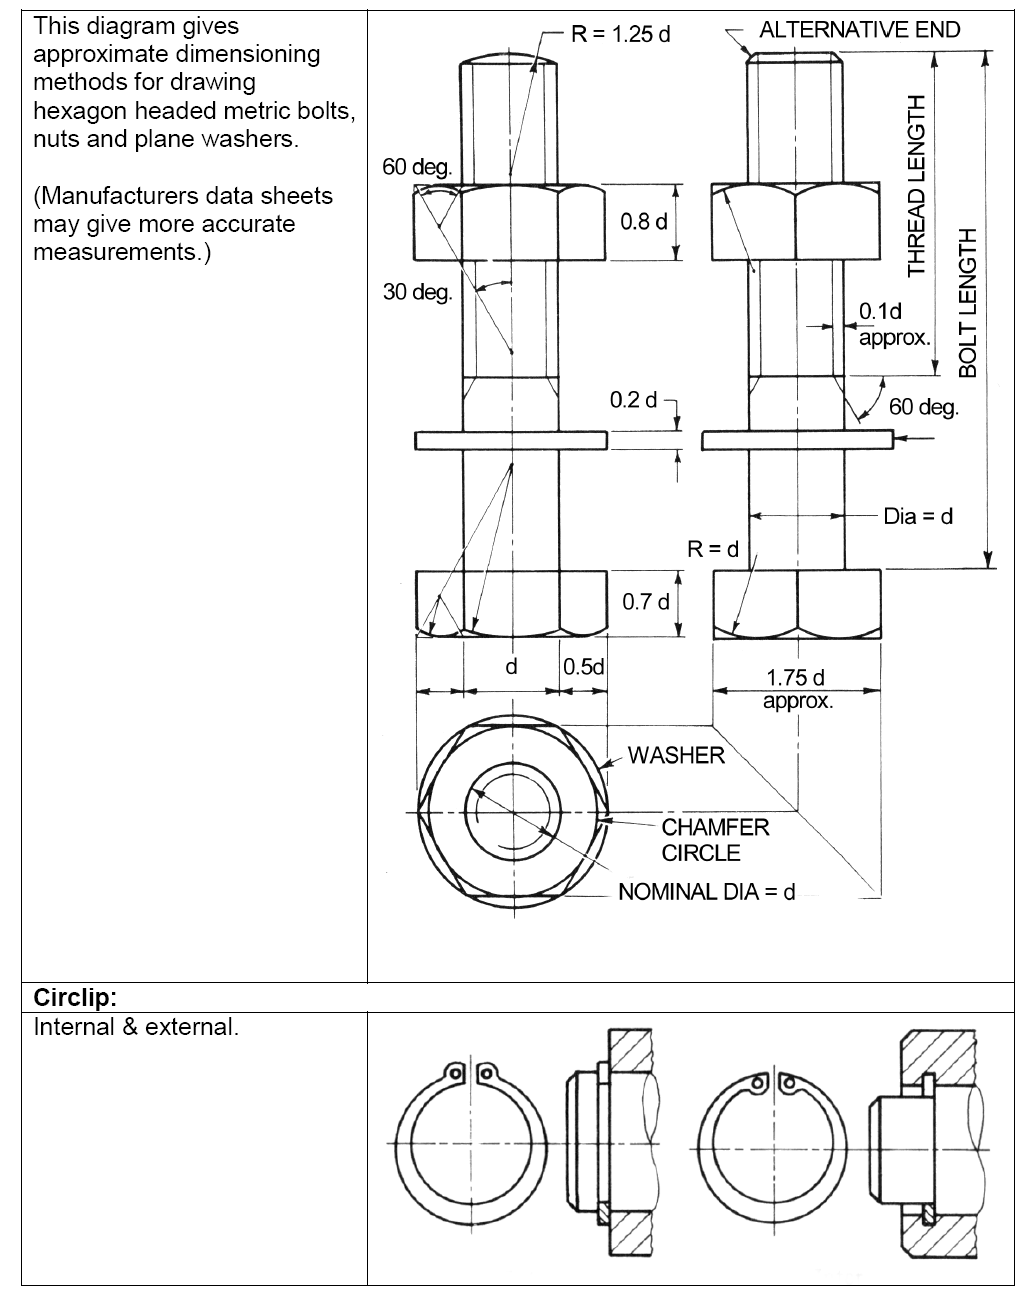 This diagram gives
approximate dimensioning
methods for drawing
hexagon headed metric bolts,
nuts and plane washers.
(Manufacturers data sheets
may give more accurate
measurements.)
R = 1.25 d
ALTERNATIVE END
60 deg.
0.8 d
THREAD LENGTH
BOLT LENGTH
30 deg.
0.1d
approx.
0.2 d
60 deg.
Dia = d
R = d
0.7 d
d
0.5d
1.75 d
approx.
WASHER
CHAMFER
CIRCLE
NOMINAL DIA = d
Circlip:
Internal & external.